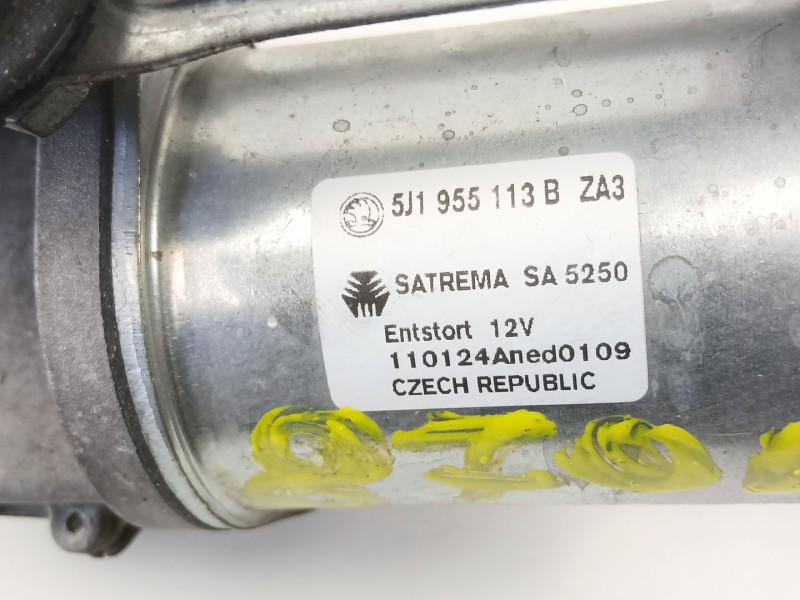 5J1 955 113 B ZA3
SATREMA SA 5250
Entstort 12V
110124Aned0109
CZECH REPUBLIC